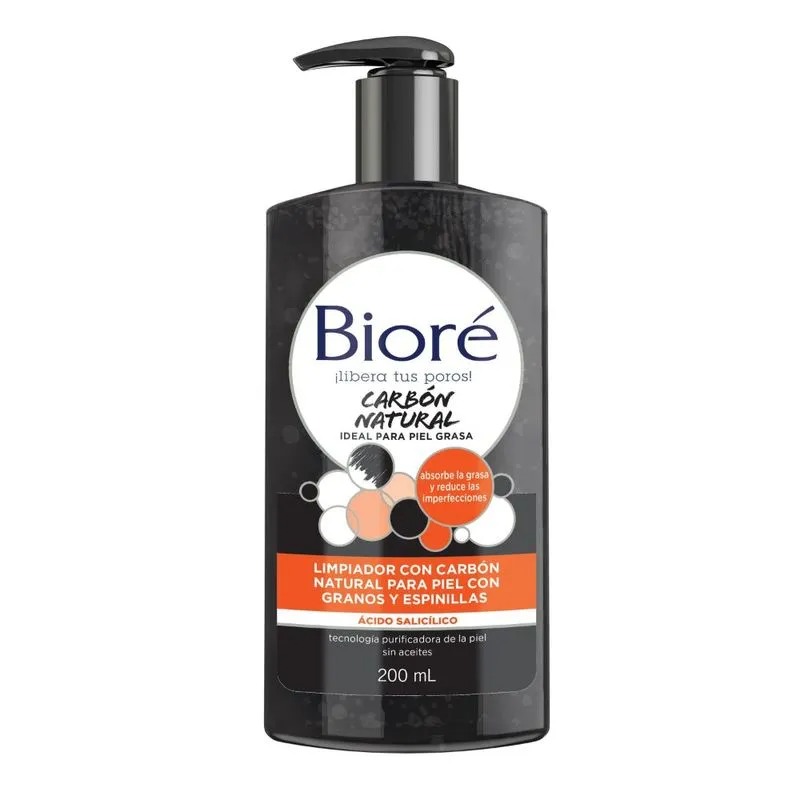 Bioré
¡libera tus poros!
CARBÓN
NATURAL
IDEAL PARA PIEL GRASA
absorbe la grasa
y reduce las
imperfecciones
LIMPIADOR CON CARBÓN
NATURAL PARA PIEL CON
GRANOS Y ESPINILLAS
ÁCIDO SALICÍLICO
tecnología purificadora de la piel
sin aceites
200 mL